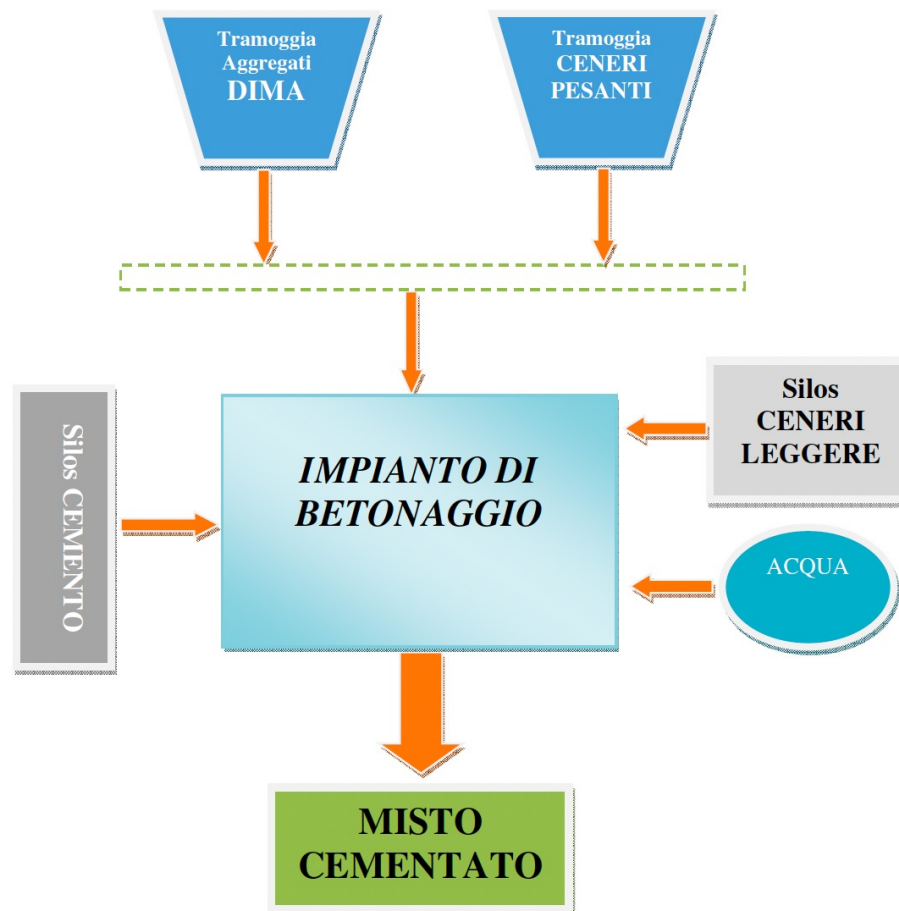 Tramoggia
Aggregati
DIMA
Tramoggia
CENERI
PESANTI
Silos CEMENTO
IMPIANTO DI
BETONAGGIO
Silos
CENERI
LEGGERE
ACQUA
MISTO
CEMENTATO